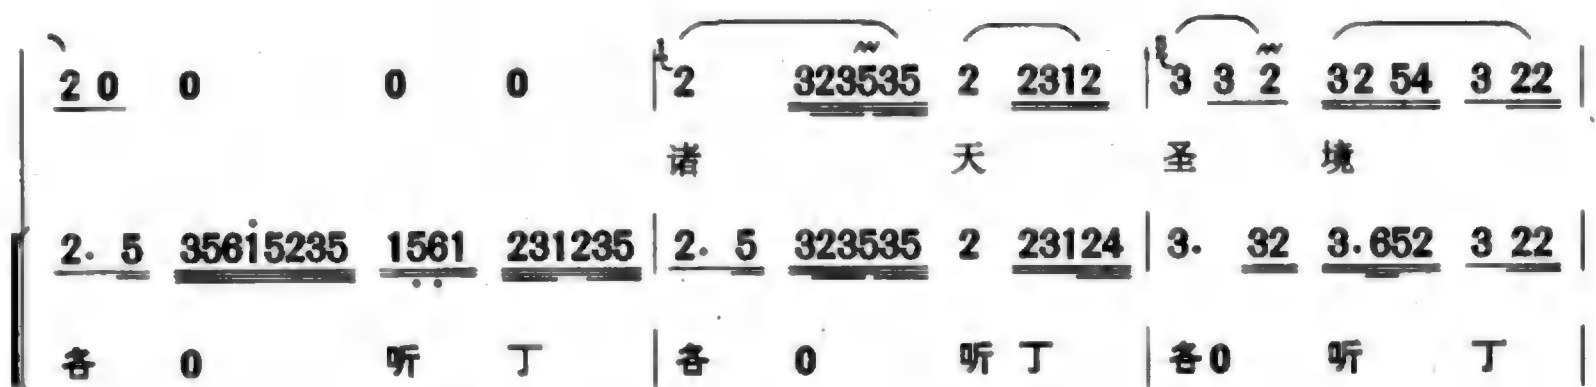 2 0 0 0 0 | 2 323535 2 2312 | 3 3 2 32 54 3 22 |
诸 天 圣 境
2. 5 35615235 1561 231235 | 2. 5 323535 2 23124 | 3. 32 3.652 3 22 |
各 0 听 丁 | 各 0 听 丁 | 各 0 听 丁 |